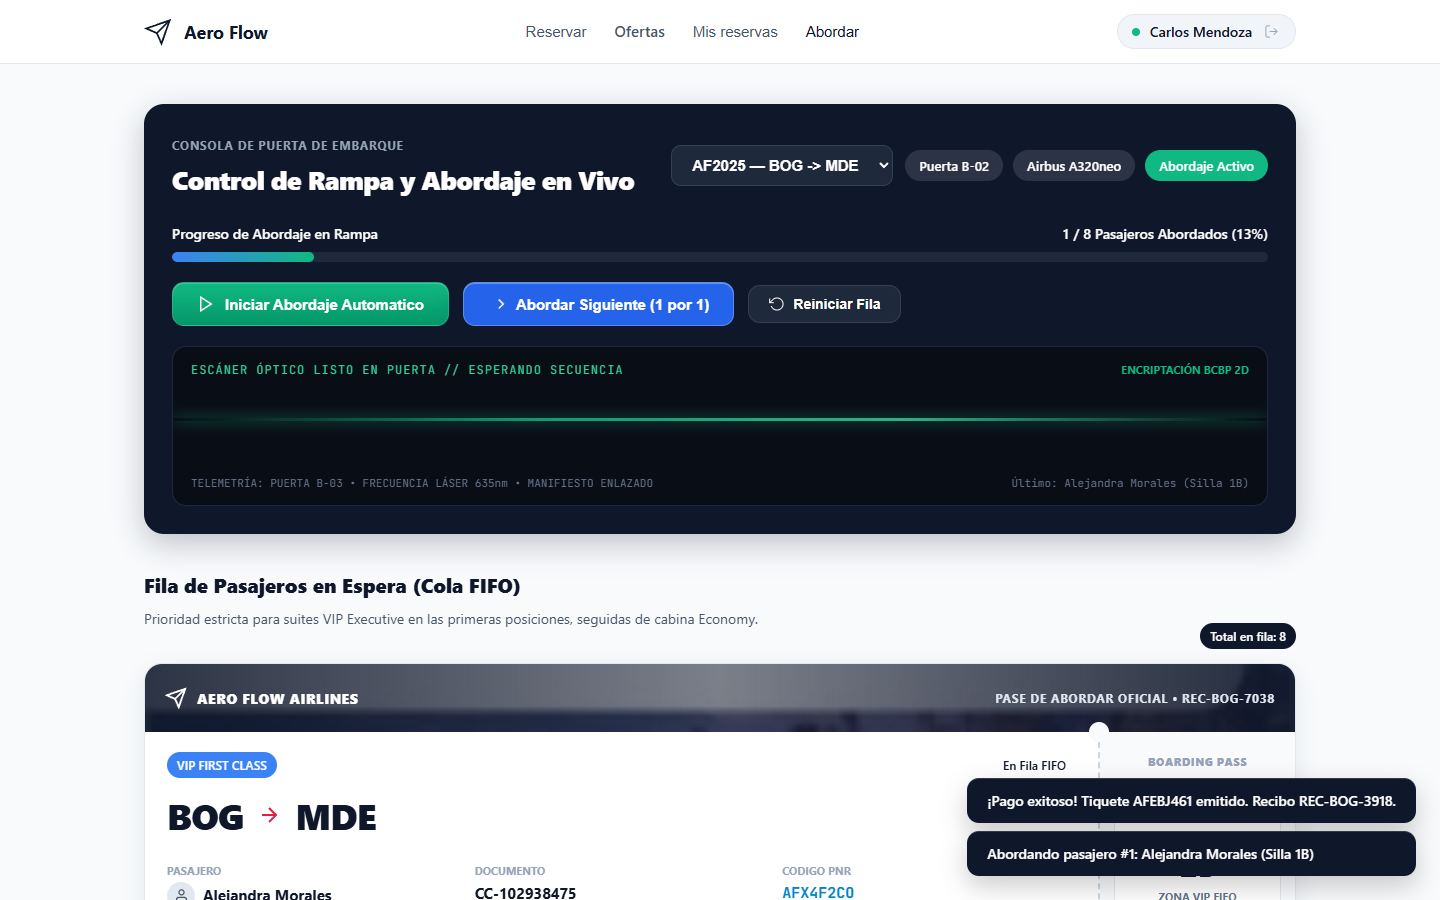 Aero Flow
Reservar
Ofertas
Mis reservas
Abordar
Carlos Mendoza
CONSOLA DE PUERTA DE EMBARQUE
Control de Rampa y Abordaje en Vivo
AF2025 — BOG -> MDE
Puerta B-02
Airbus A320neo
Abordaje Activo
Progreso de Abordaje en Rampa
1 / 8 Pasajeros Abordados (13%)
Iniciar Abordaje Automatico
Abordar Siguiente (1 por 1)
Reiniciar Fila
ESCÁNER ÓPTICO LISTO EN PUERTA // ESPERANDO SECUENCIA
ENCRIPTACIÓN BCBP 2D
TELEMETRÍA: PUERTA B-03 • FRECUENCIA LÁSER 635nm • MANIFIESTO ENLAZADO
Último: Alejandra Morales (Silla 1B)
Fila de Pasajeros en Espera (Cola FIFO)
Prioridad estricta para suites VIP Executive en las primeras posiciones, seguidas de cabina Economy.
Total en fila: 8
AERO FLOW AIRLINES
PASE DE ABORDAR OFICIAL • REC-BOG-7038
VIP FIRST CLASS
En Fila FIFO
BOARDING PASS
BOG → MDE
¡Pago exitoso! Tiquete AFEBJ461 emitido. Recibo REC-BOG-3918.
Abordando pasajero #1: Alejandra Morales (Silla 1B)
PASAJERO
Alejandra Morales
DOCUMENTO
CC-102938475
CODIGO PNR
AFX4F2CO
ZONA VIP FIFO